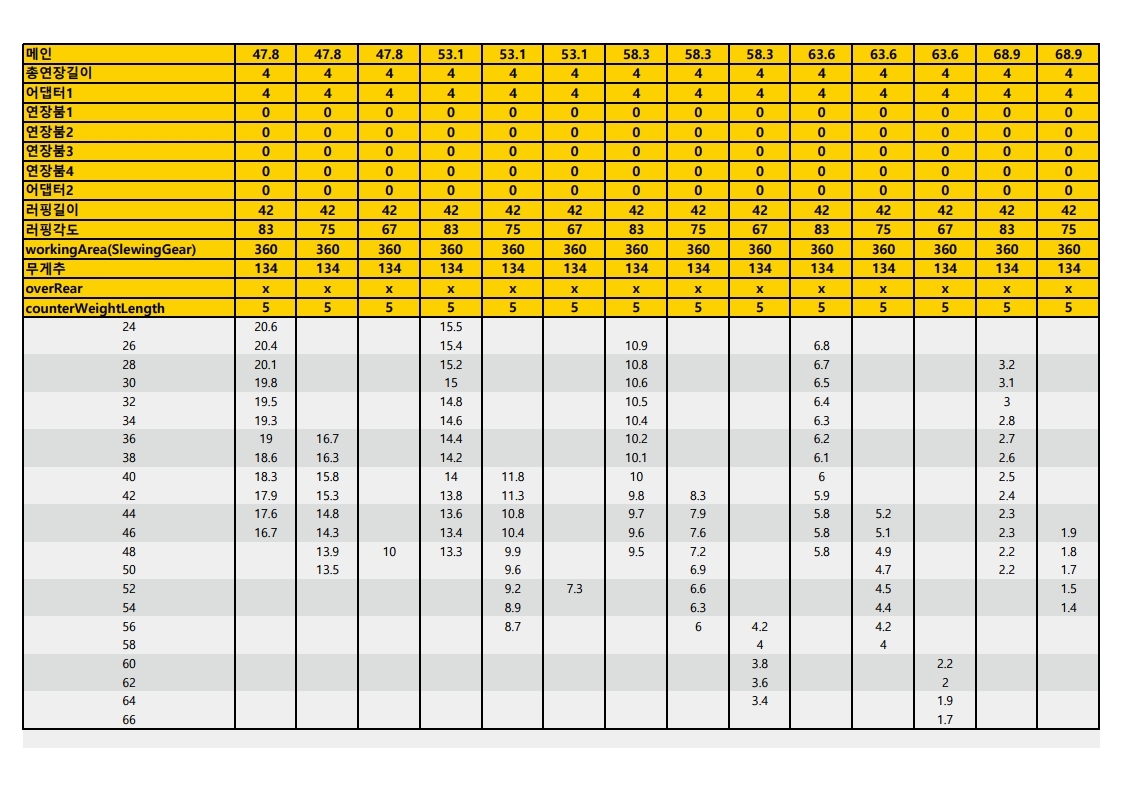 메인 47.8 47.8 47.8 53.1 53.1 53.1 58.3 58.3 58.3 63.6 63.6 63.6 68.9 68.9
총연장길이 4 4 4 4 4 4 4 4 4 4 4 4 4 4
어댑터1 4 4 4 4 4 4 4 4 4 4 4 4 4 4
연장붐1 0 0 0 0 0 0 0 0 0 0 0 0 0 0
연장붐2 0 0 0 0 0 0 0 0 0 0 0 0 0 0
연장붐3 0 0 0 0 0 0 0 0 0 0 0 0 0 0
연장붐4 0 0 0 0 0 0 0 0 0 0 0 0 0 0
어댑터2 0 0 0 0 0 0 0 0 0 0 0 0 0 0
러핑길이 42 42 42 42 42 42 42 42 42 42 42 42 42 42
러핑각도 83 75 67 83 75 67 83 75 67 83 75 67 83 75
workingArea(SlewingGear) 360 360 360 360 360 360 360 360 360 360 360 360 360 360
무게추 134 134 134 134 134 134 134 134 134 134 134 134 134 134
overRear x x x x x x x x x x x x x x
counterWeightLength 5 5 5 5 5 5 5 5 5 5 5 5 5 5
24 20.6 15.5
26 20.4 15.4 10.9 6.8
28 20.1 15.2 10.8 6.7 3.2
30 19.8 15 10.6 6.5 3.1
32 19.5 14.8 10.5 6.4 3
34 19.3 14.6 10.4 6.3 2.8
36 19 16.7 14.4 10.2 6.2 2.7
38 18.6 16.3 14.2 10.1 6.1 2.6
40 18.3 15.8 14 11.8 10 6 2.5
42 17.9 15.3 13.8 11.3 9.8 8.3 5.9 2.4
44 17.6 14.8 13.6 10.8 9.7 7.9 5.8 5.2 2.3
46 16.7 14.3 13.4 10.4 9.6 7.6 5.8 5.1 2.3 1.9
48 13.9 10 13.3 9.9 9.5 7.2 5.8 4.9 2.2 1.8
50 13.5 9.6 6.9 4.7 2.2 1.7
52 9.2 7.3 6.6 4.5 1.5
54 8.9 6.3 4.4 1.4
56 8.7 6 4.2 4.2
58 4 4
60 3.8 2.2
62 3.6 2
64 3.4 1.9
66 1.7